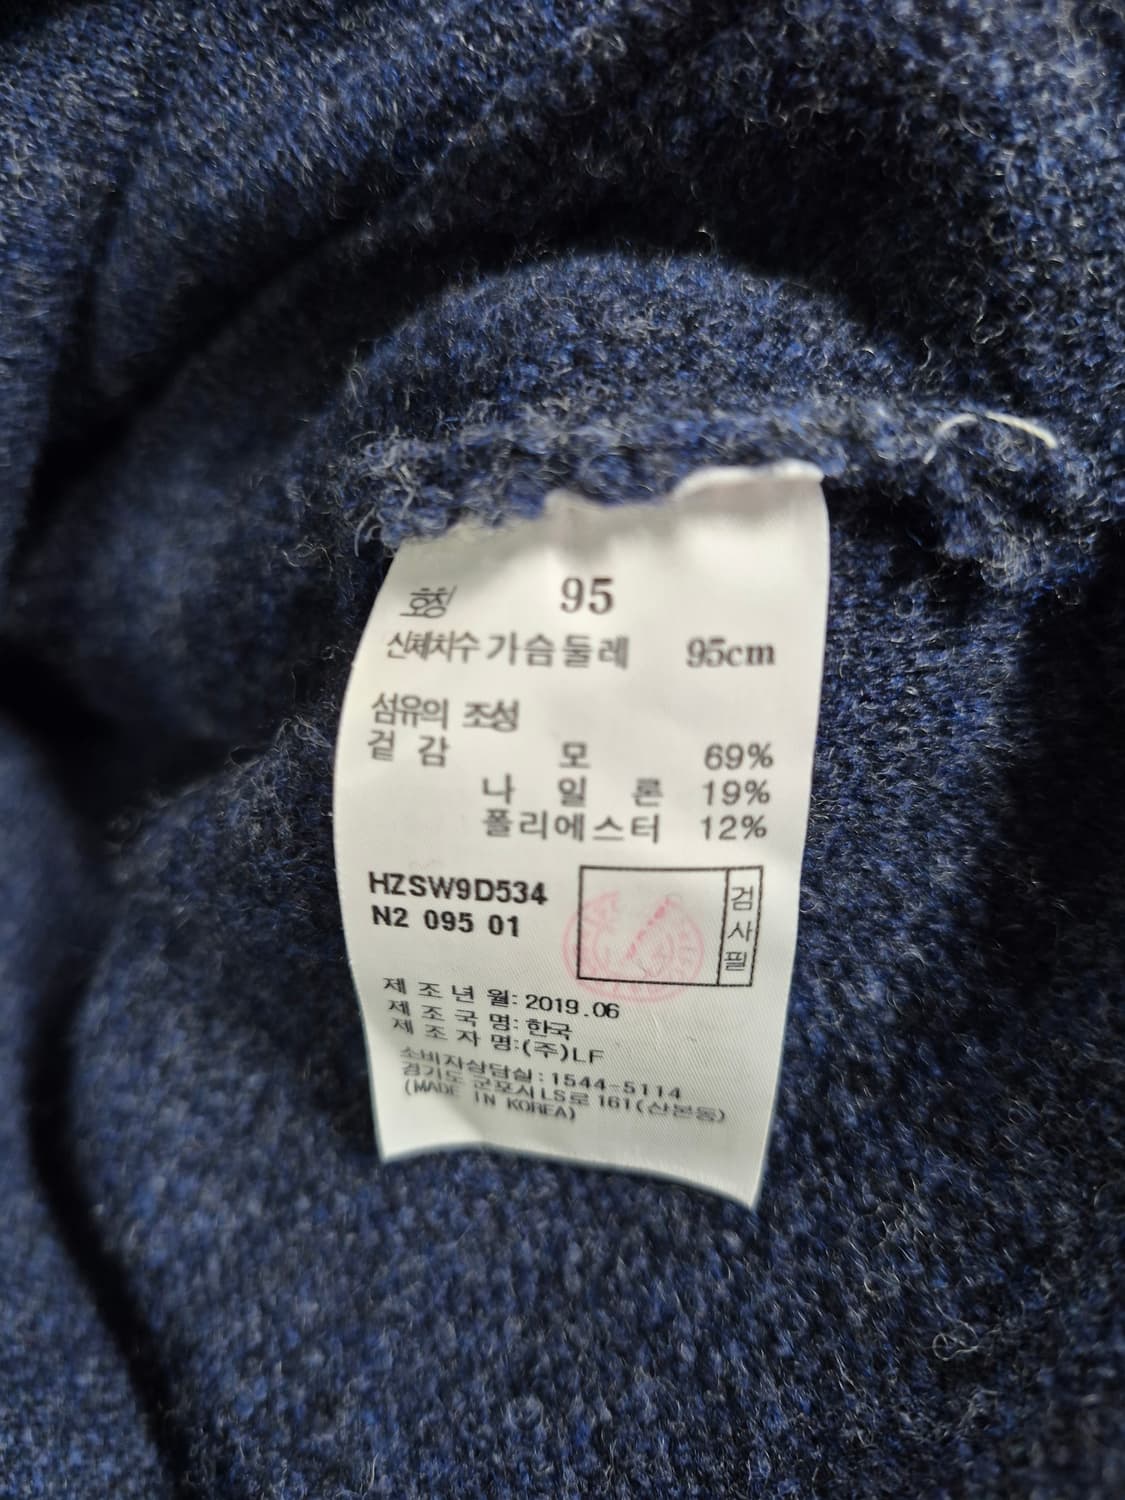 호칭 95
신체치수 가슴둘레 95cm
섬유의 조성
겉 감 모 69%
나 일 론 19%
폴리에스터 12%
HZSW9D534
N2 095 01
검
사
필
제 조 년 월: 2019.06
제 조 국 명: 한국
제 조 자 명:(주)LF
소비자상담실:1544-5114
경기도 군포시 LS로 161(산본동)
(MADE IN KOREA)